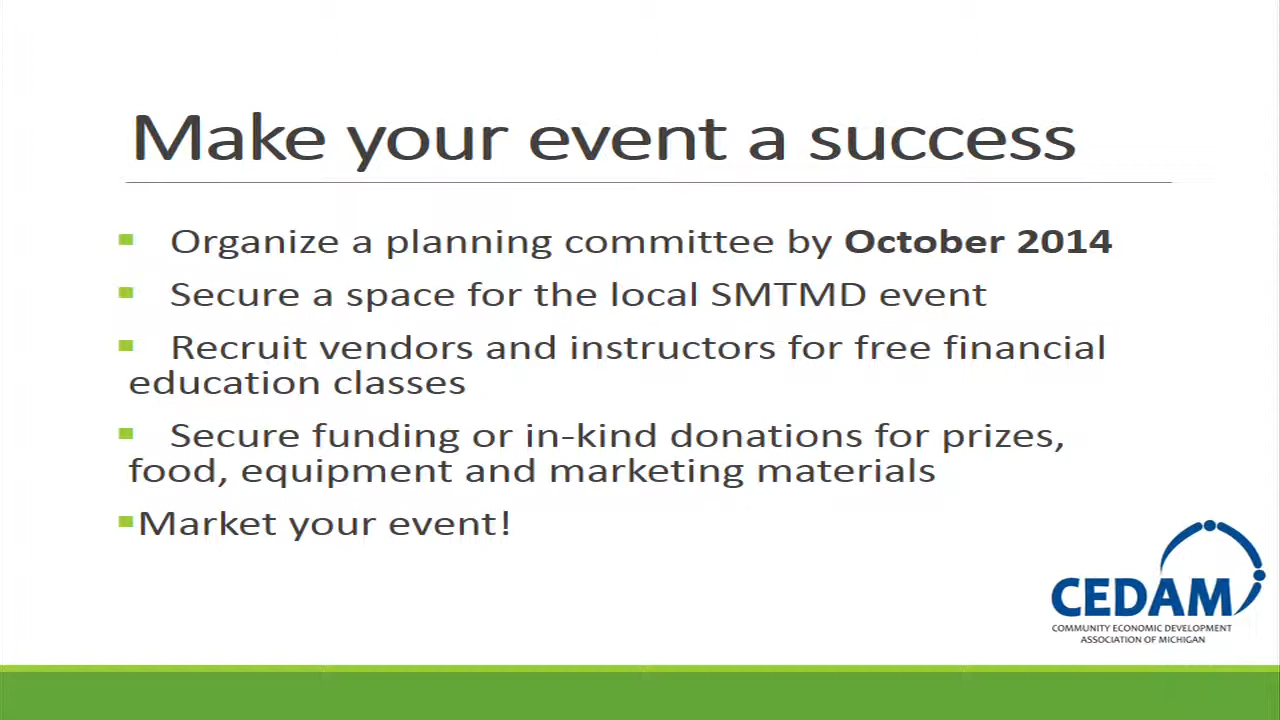 Make your event a success
Organize a planning committee by October 2014
Secure a space for the local SMTMD event
Recruit vendors and instructors for free financial
education classes
Secure funding or in-kind donations for prizes,
food, equipment and marketing materials
Market your event!
CEDAM
COMMUNITY ECONOMIC DEVELOPMENT
ASSOCIATION OF MICHIGAN